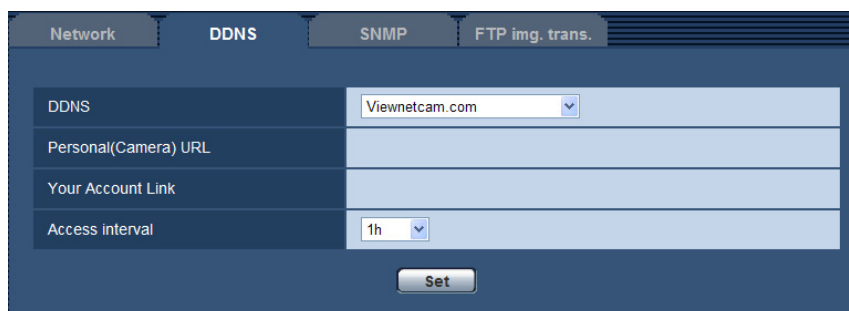 Network DDNS SNMP FTP img. trans.
DDNS Viewnetcam.com
Personal(Camera) URL
Your Account Link
Access interval 1h
Set